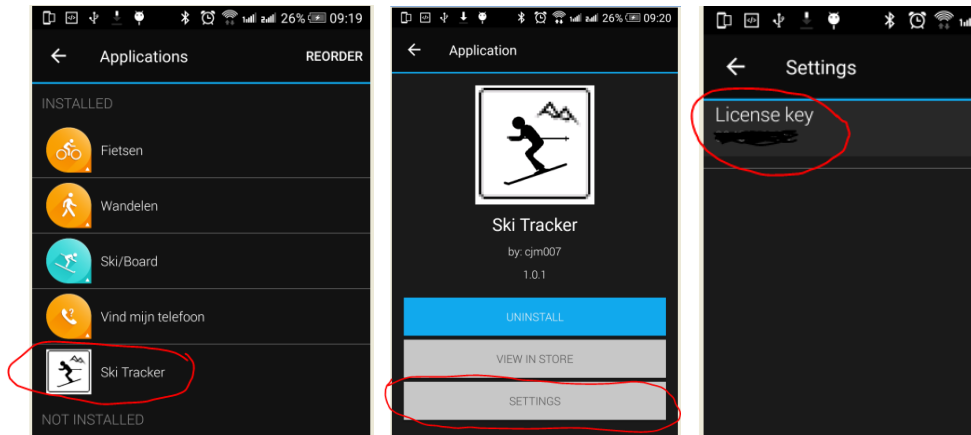 26% 09:19
Applications REORDER
INSTALLED
Fietsen
Wandelen
Ski/Board
Vind mijn telefoon
Ski Tracker
NOT INSTALLED
26% 09:20
Application
Ski Tracker
by: cjm007
1.0.1
UNINSTALL
VIEW IN STORE
SETTINGS
Settings
License key